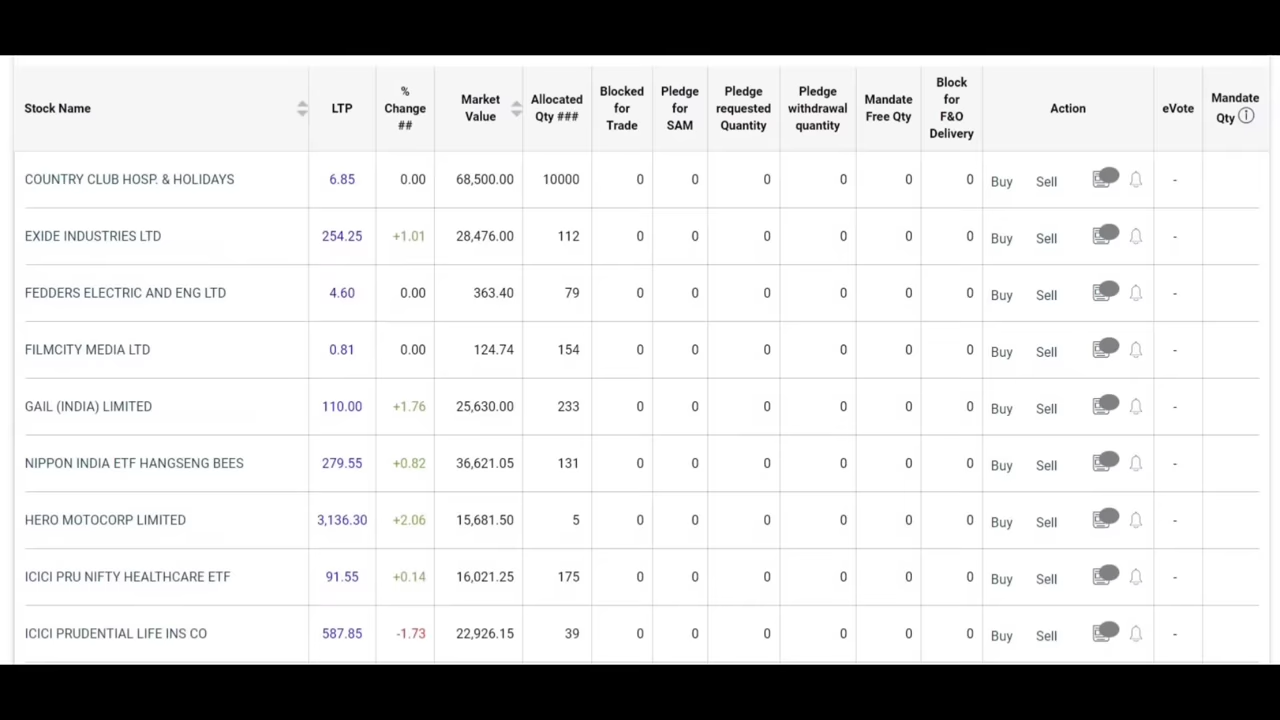 Stock Name LTP % Change ## Market Value Allocated Qty ### Blocked for Trade Pledge for SAM Pledge requested Quantity Pledge withdrawal quantity Mandate Free Qty Block for F&O Delivery Action eVote Mandate Qty
COUNTRY CLUB HOSP. & HOLIDAYS 6.85 0.00 68,500.00 10000 0 0 0 0 0 0 Buy Sell -
EXIDE INDUSTRIES LTD 254.25 +1.01 28,476.00 112 0 0 0 0 0 0 Buy Sell -
FEDDERS ELECTRIC AND ENG LTD 4.60 0.00 363.40 79 0 0 0 0 0 0 Buy Sell -
FILMCITY MEDIA LTD 0.81 0.00 124.74 154 0 0 0 0 0 0 Buy Sell -
GAIL (INDIA) LIMITED 110.00 +1.76 25,630.00 233 0 0 0 0 0 0 Buy Sell -
NIPPON INDIA ETF HANGSENG BEES 279.55 +0.82 36,621.05 131 0 0 0 0 0 0 Buy Sell -
HERO MOTOCORP LIMITED 3,136.30 +2.06 15,681.50 5 0 0 0 0 0 0 Buy Sell -
ICICI PRU NIFTY HEALTHCARE ETF 91.55 +0.14 16,021.25 175 0 0 0 0 0 0 Buy Sell -
ICICI PRUDENTIAL LIFE INS CO 587.85 -1.73 22,926.15 39 0 0 0 0 0 0 Buy Sell -